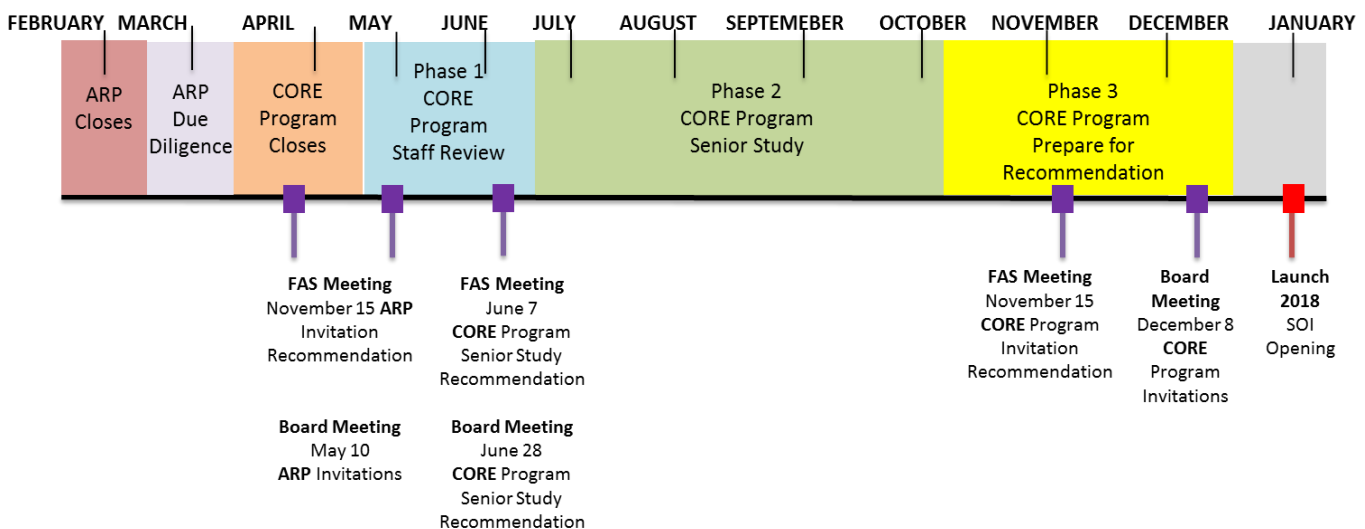 FEBRUARY MARCH APRIL MAY JUNE JULY AUGUST SEPTEMEBER OCTOBER NOVEMBER DECEMBER JANUARY
ARP
Closes
ARP
Due
Diligence
CORE
Program
Closes
Phase 1
CORE
Program
Staff Review
Phase 2
CORE Program
Senior Study
Phase 3
CORE Program
Prepare for
Recommendation
FAS Meeting
November 15 ARP
Invitation
Recommendation
Board Meeting
May 10
ARP Invitations
FAS Meeting
June 7
CORE Program
Senior Study
Recommendation
Board Meeting
June 28
CORE Program
Senior Study
Recommendation
FAS Meeting
November 15
CORE Program
Invitation
Recommendation
Board
Meeting
December 8
CORE
Program
Invitations
Launch
2018
SOI
Opening